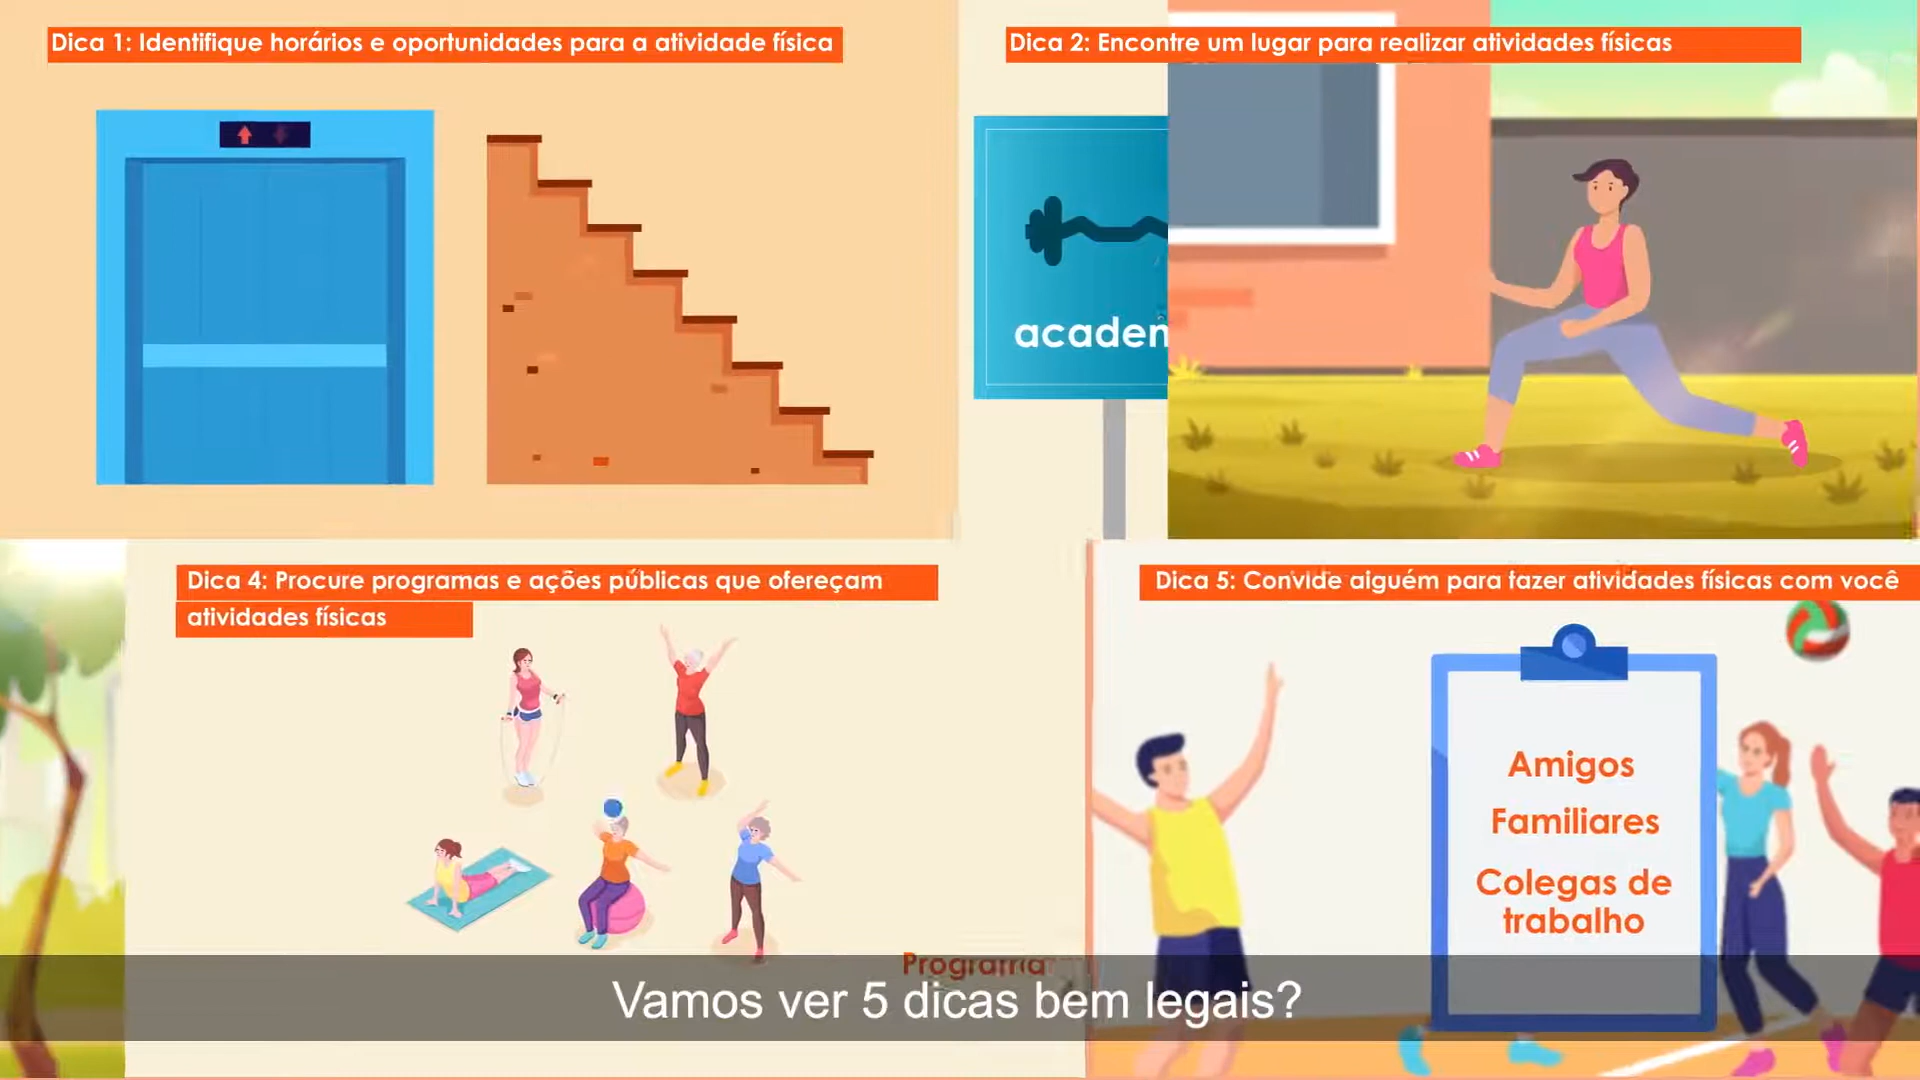 Dica 1: Identifique horários e oportunidades para a atividade física
Dica 2: Encontre um lugar para realizar atividades físicas
academ
Dica 4: Procure programas e ações públicas que ofereçam
atividades físicas
Programa
Dica 5: Convide alguém para fazer atividades físicas com você
Amigos
Familiares
Colegas de
trabalho
Vamos ver 5 dicas bem legais?